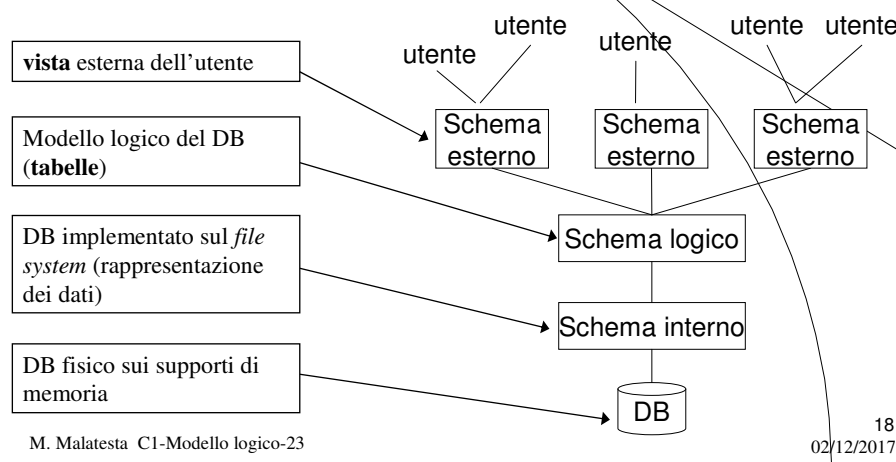 utente
utente
utente
utente
utente
vista esterna dell'utente
Schema esterno
Schema esterno
Schema esterno
Modello logico del DB
(tabelle)
Schema logico
DB implementato sul file
system (rappresentazione
dei dati)
Schema interno
DB fisico sui supporti di
memoria
DB
M. Malatesta C1-Modello logico-23
18
02/12/2017